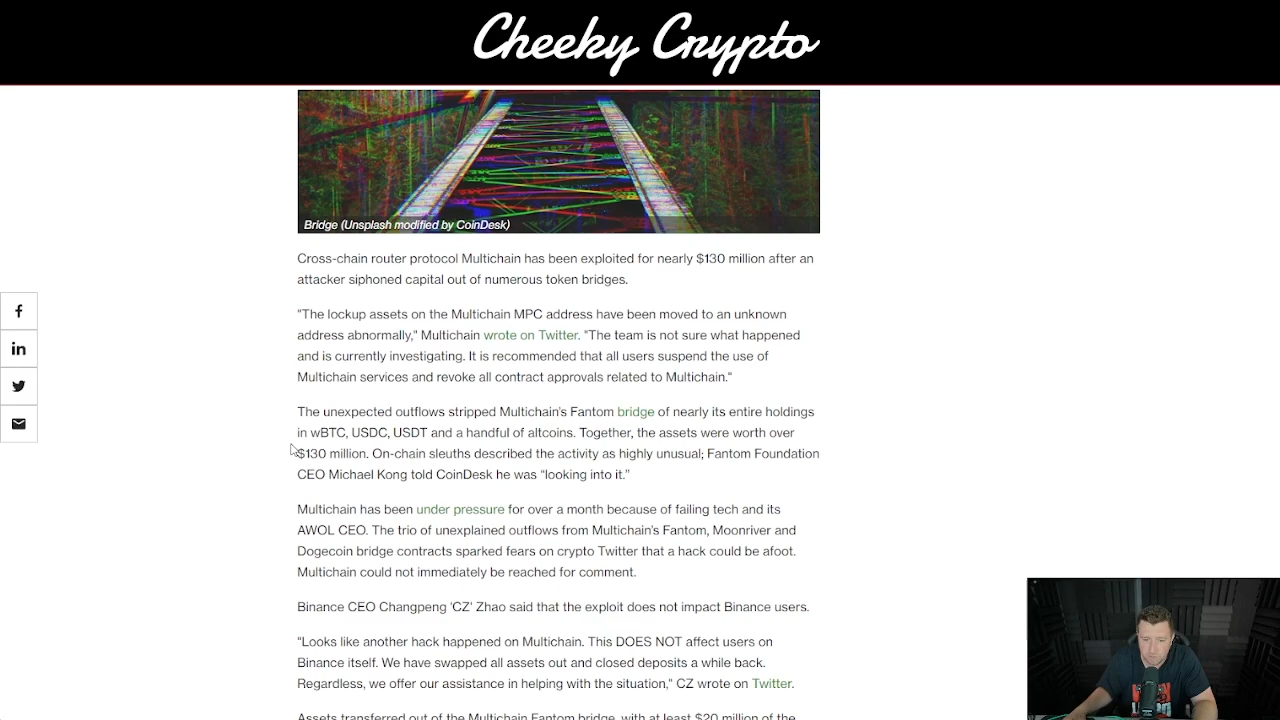 Cheeky Crypto
Bridge (Unsplash modified by CoinDesk)
Cross-chain router protocol Multichain has been exploited for nearly $130 million after an
attacker siphoned capital out of numerous token bridges.
"The lockup assets on the Multichain MPC address have been moved to an unknown
address abnormally," Multichain wrote on Twitter. "The team is not sure what happened
and is currently investigating. It is recommended that all users suspend the use of
Multichain services and revoke all contract approvals related to Multichain."
The unexpected outflows stripped Multichain's Fantom bridge of nearly its entire holdings
in wBTC, USDC, USDT and a handful of altcoins. Together, the assets were worth over
$130 million. On-chain sleuths described the activity as highly unusual; Fantom Foundation
CEO Michael Kong told CoinDesk he was “looking into it.”
Multichain has been under pressure for over a month because of failing tech and its
AWOL CEO. The trio of unexplained outflows from Multichain's Fantom, Moonriver and
Dogecoin bridge contracts sparked fears on crypto Twitter that a hack could be afoot.
Multichain could not immediately be reached for comment.
Binance CEO Changpeng 'CZ' Zhao said that the exploit does not impact Binance users.
"Looks like another hack happened on Multichain. This DOES NOT affect users on
Binance itself. We have swapped all assets out and closed deposits a while back.
Regardless, we offer our assistance in helping with the situation," CZ wrote on Twitter.
Assets transferred out of the Multichain Fantom bridge, with at least $20 million of the